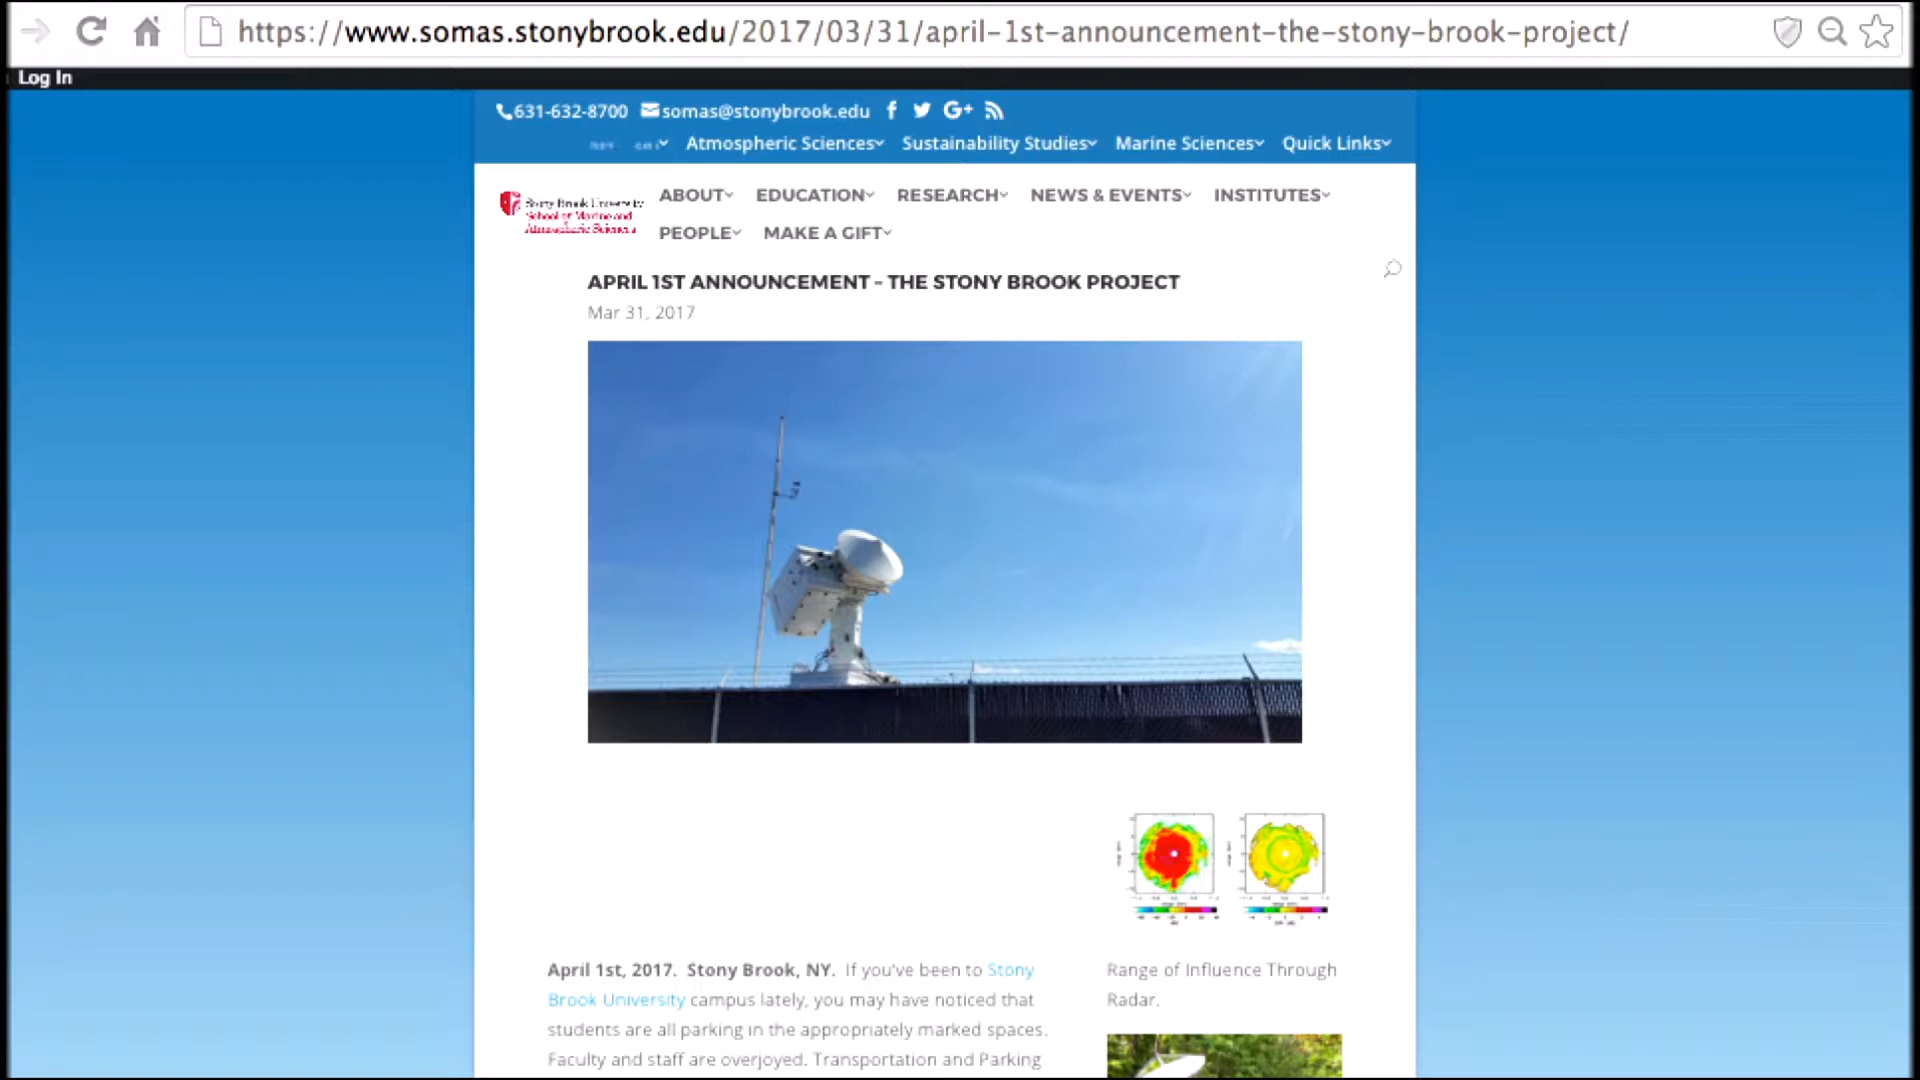 https://www.somas.stonybrook.edu/2017/03/31/april-1st-announcement-the-stony-brook-project/
Log In
631-632-8700 somas@stonybrook.edu f G+
Atmospheric Sciences Sustainability Studies Marine Sciences Quick Links
Stony Brook University
School of Marine and
Atmospheric Sciences
ABOUT EDUCATION RESEARCH NEWS & EVENTS INSTITUTES
PEOPLE MAKE A GIFT
APRIL 1ST ANNOUNCEMENT – THE STONY BROOK PROJECT
Mar 31, 2017
April 1st, 2017. Stony Brook, NY. If you've been to Stony
Brook University campus lately, you may have noticed that
students are all parking in the appropriately marked spaces.
Faculty and staff are overjoyed. Transportation and Parking
Range of Influence Through
Radar.